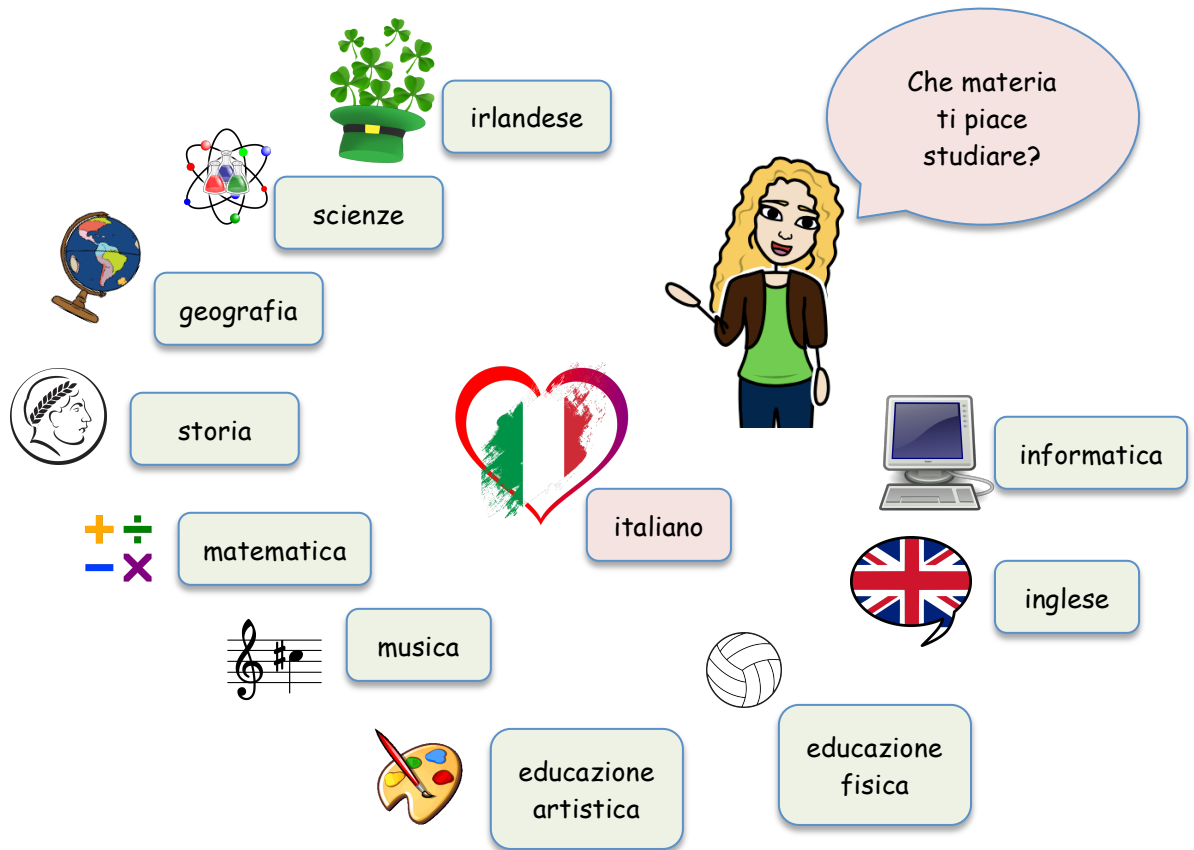 Che materia
ti piace
studiare?
irlandese
scienze
geografia
storia
matematica
musica
educazione
artistica
educazione
fisica
inglese
informatica
italiano